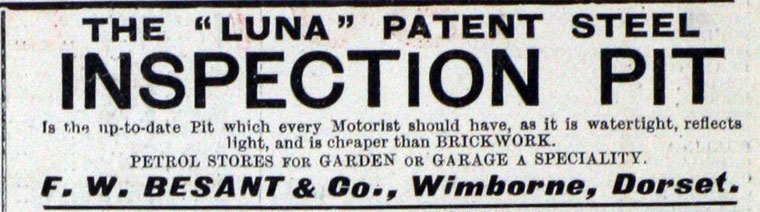 THE "LUNA" PATENT STEEL
INSPECTION PIT
Is the up-to-date Pit which every Motorist should have, as it is watertight, reflects
light, and is cheaper than BRICKWORK.
PETROL STORES FOR GARDEN OR GARAGE A SPECIALITY.
F. W. BESANT & Co., Wimborne, Dorset.